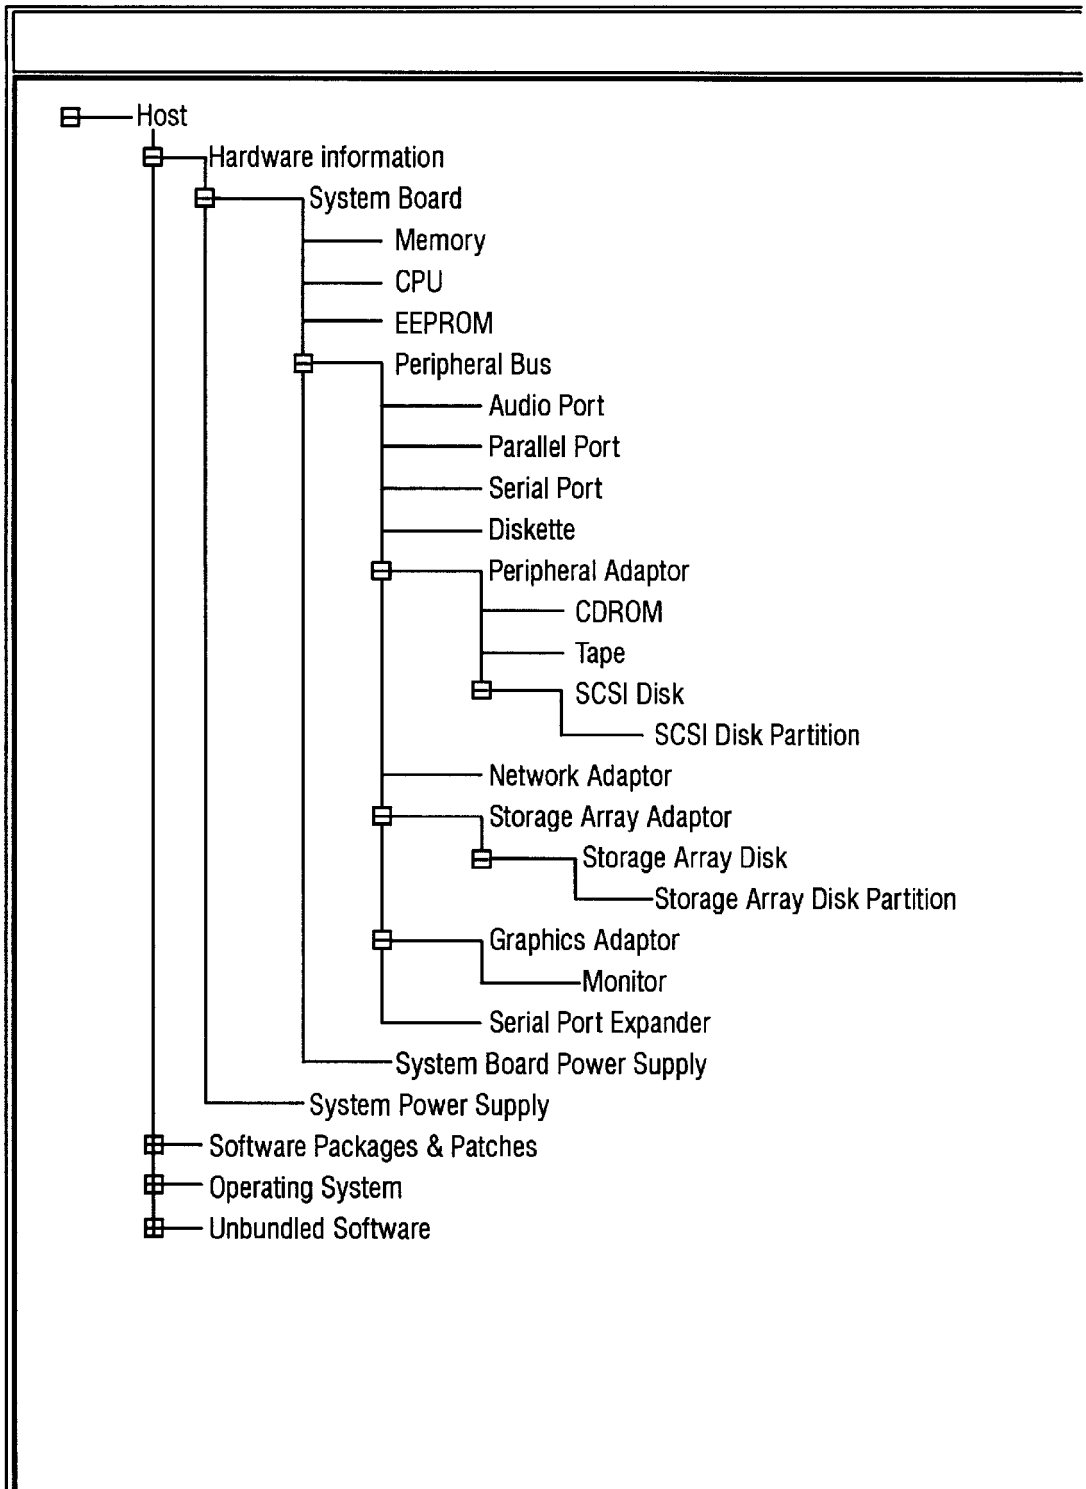 Host
Hardware information
System Board
Memory
CPU
EEPROM
Peripheral Bus
Audio Port
Parallel Port
Serial Port
Diskette
Peripheral Adaptor
CDROM
Tape
SCSI Disk
SCSI Disk Partition
Network Adaptor
Storage Array Adaptor
Storage Array Disk
Storage Array Disk Partition
Graphics Adaptor
Monitor
Serial Port Expander
System Board Power Supply
System Power Supply
Software Packages & Patches
Operating System
Unbundled Software